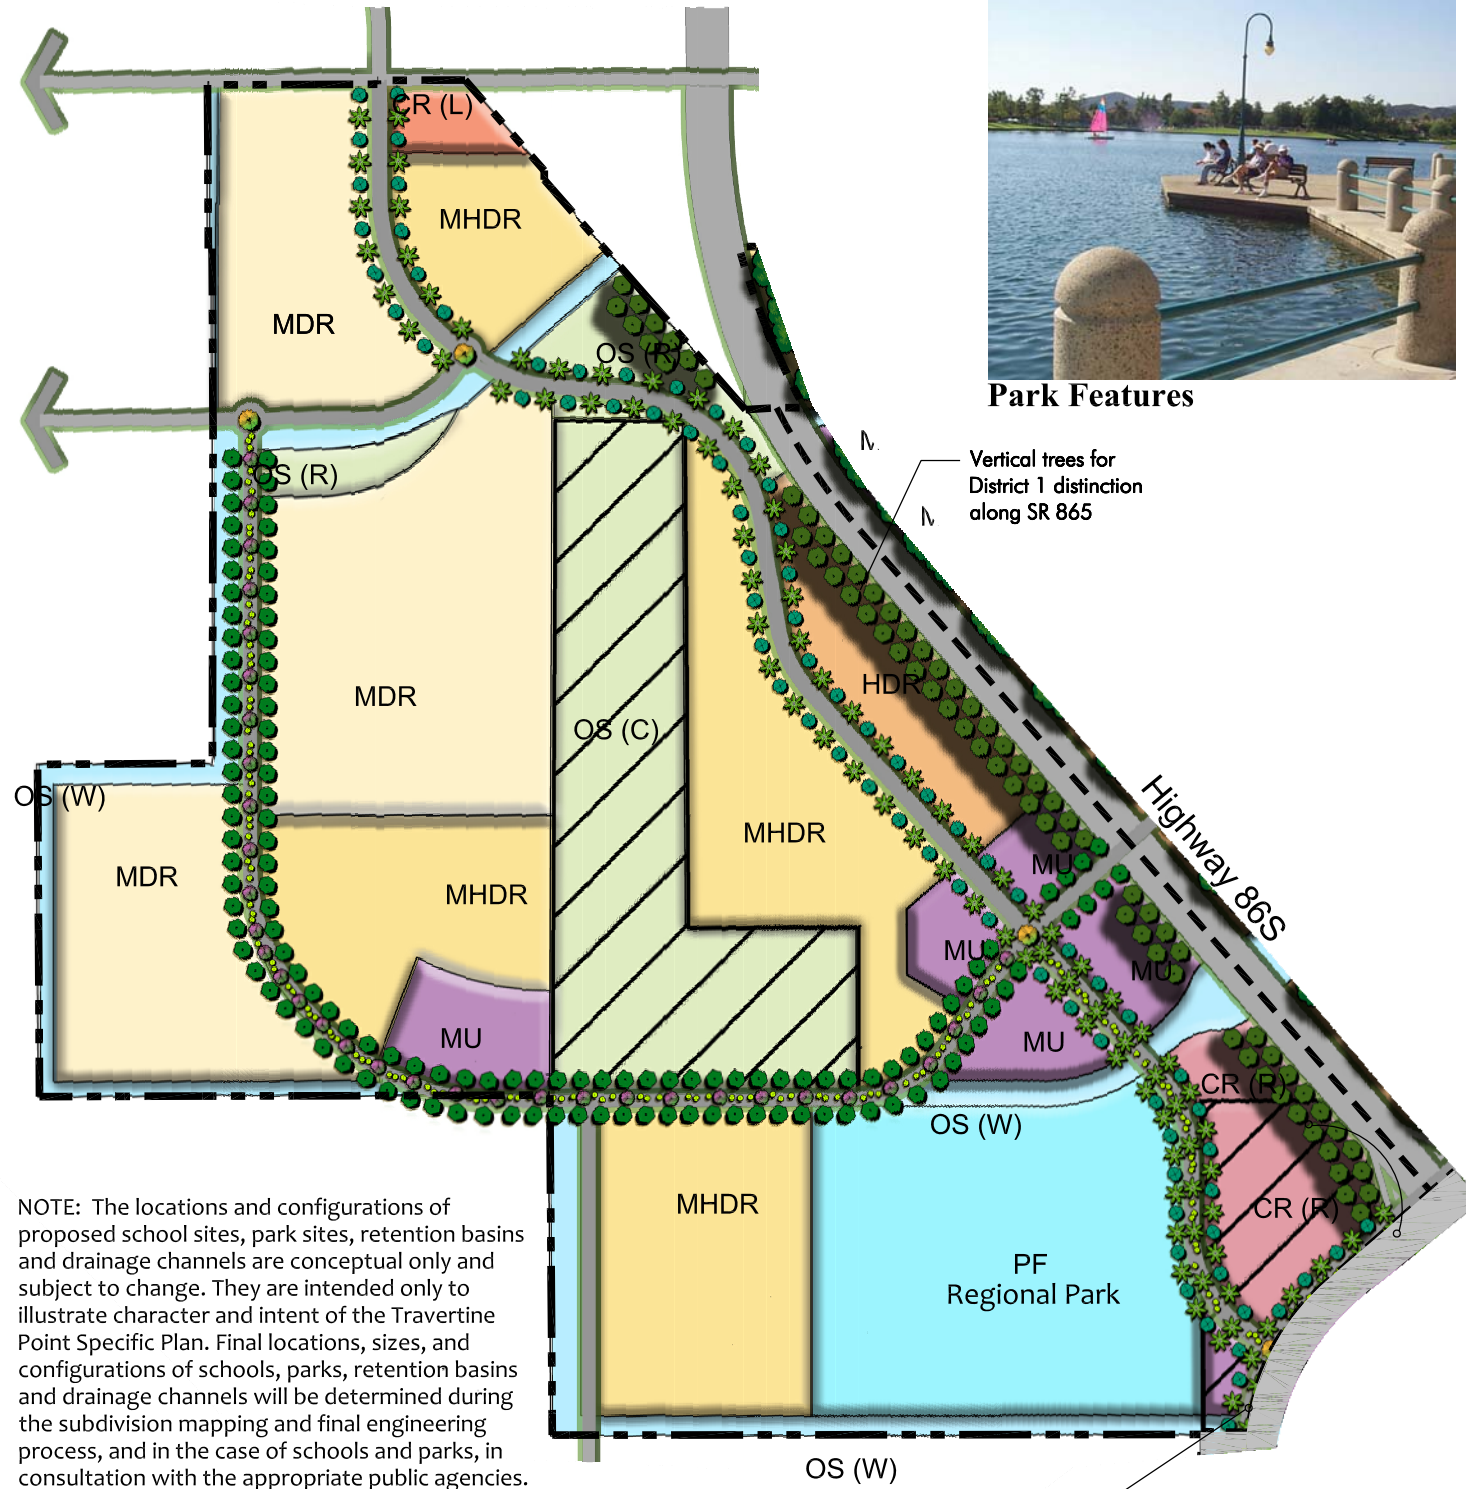 CR (L)
MHDR
MDR
OS (R)
Park Features
OS (R)
Vertical trees for
District 1 distinction
along SR 865
MDR
OS (C)
HDR
OS (W)
MHDR
Highway 86S
MDR
MHDR
MU
MU
MU
MU
MU
CR (R)
OS (W)
MHDR
CR (R)
PF
Regional Park
OS (W)
NOTE: The locations and configurations of
proposed school sites, park sites, retention basins
and drainage channels are conceptual only and
subject to change. They are intended only to
illustrate character and intent of the Travertine
Point Specific Plan. Final locations, sizes, and
configurations of schools, parks, retention basins
and drainage channels will be determined during
the subdivision mapping and final engineering
process, and in the case of schools and parks, in
consultation with the appropriate public agencies.